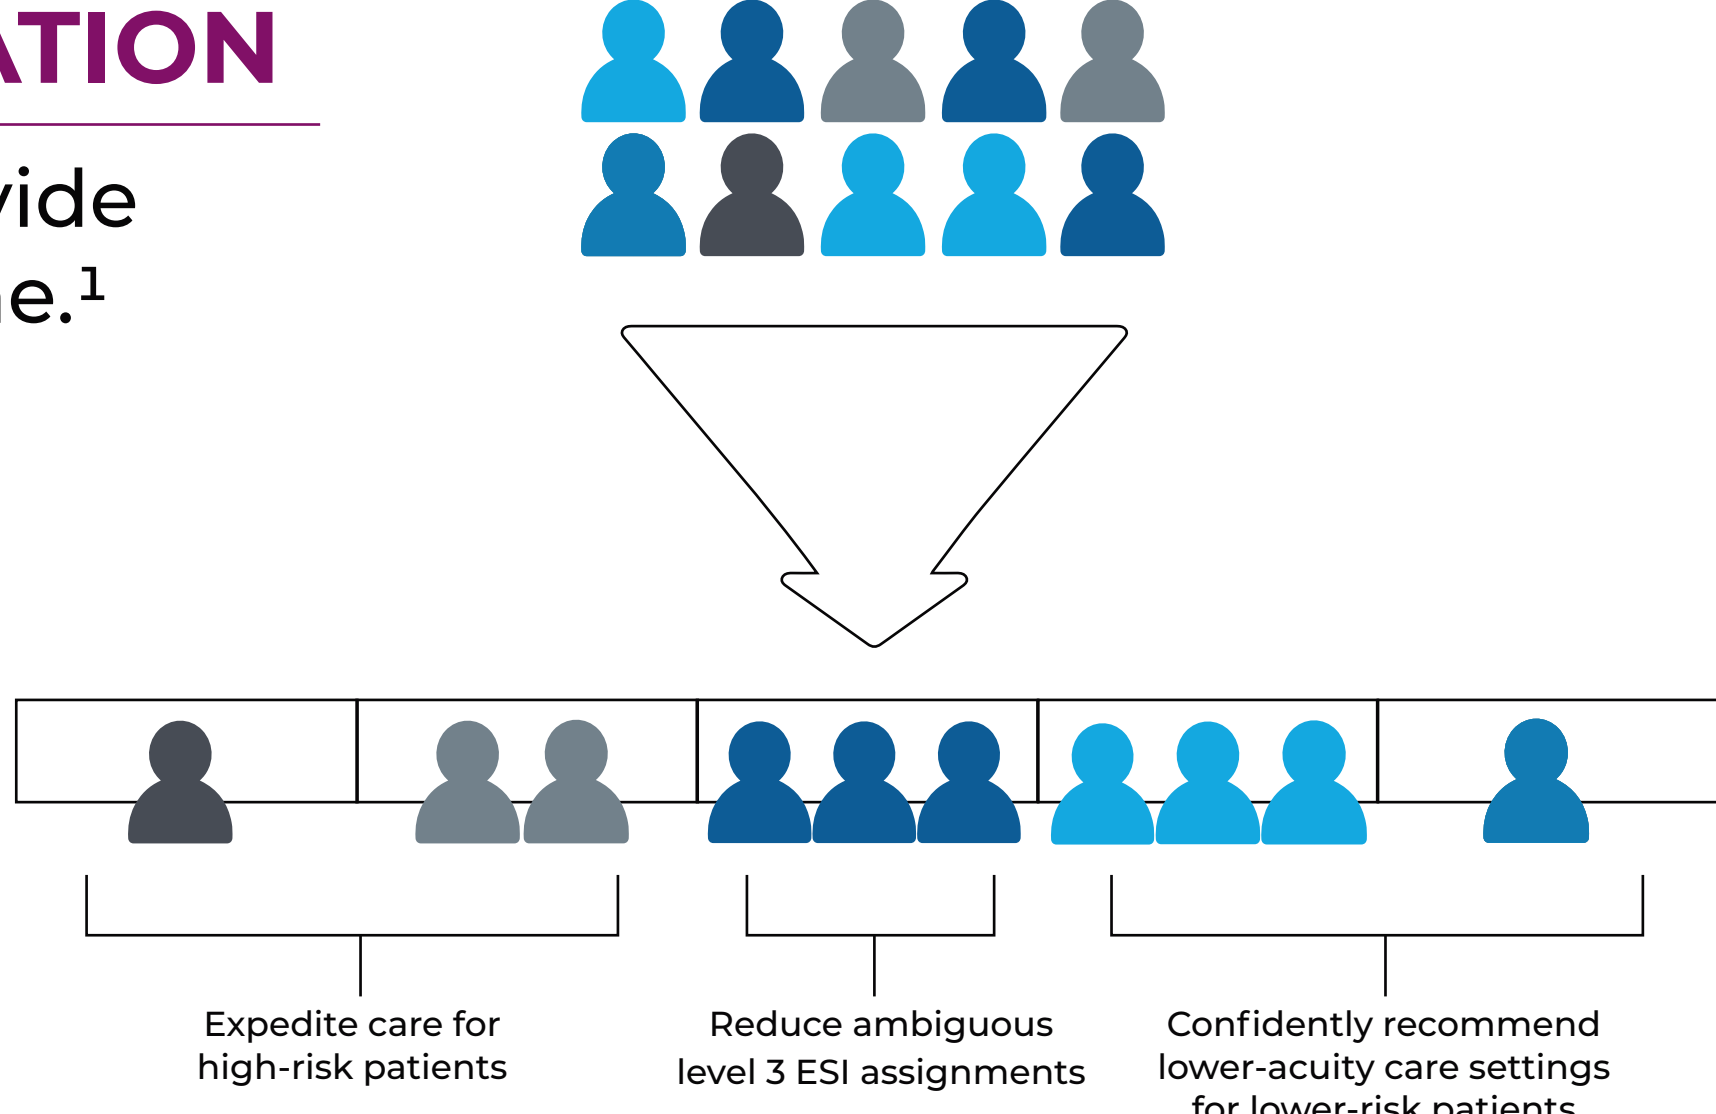 ATION
vide
ne.¹
Expedite care for
high-risk patients
Reduce ambiguous
level 3 ESI assignments
Confidently recommend
lower-acuity care settings
for lower-risk patients